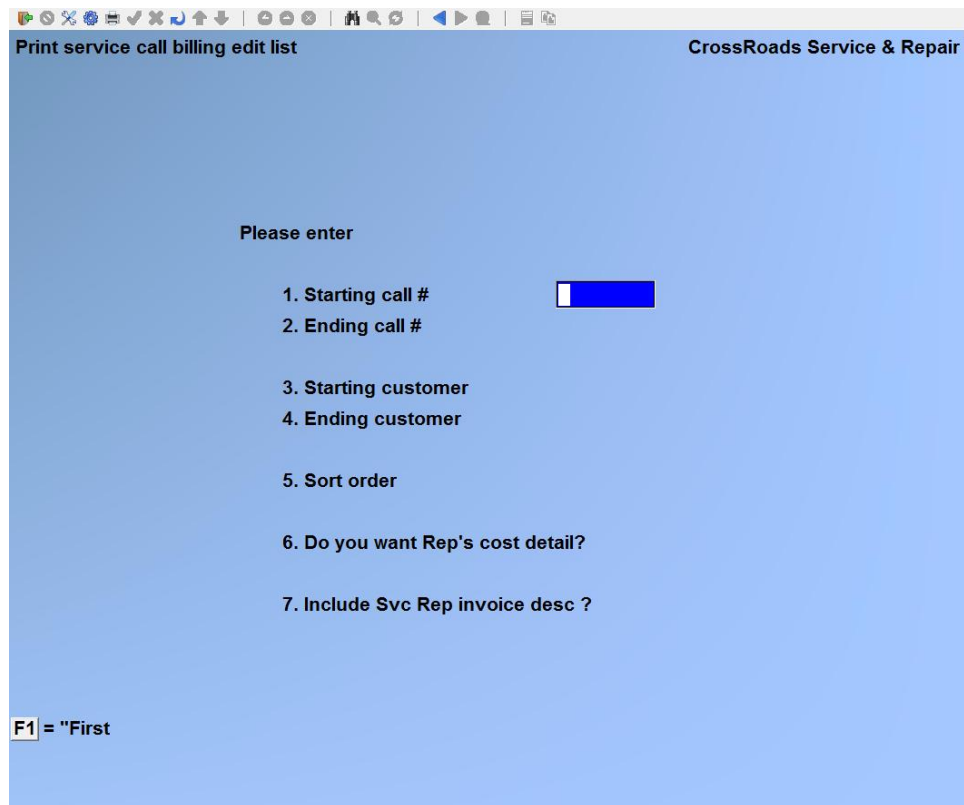 Print service call billing edit list CrossRoads Service & Repair
Please enter
1. Starting call #
2. Ending call #
3. Starting customer
4. Ending customer
5. Sort order
6. Do you want Rep's cost detail?
7. Include Svc Rep invoice desc ?
F1 = "First